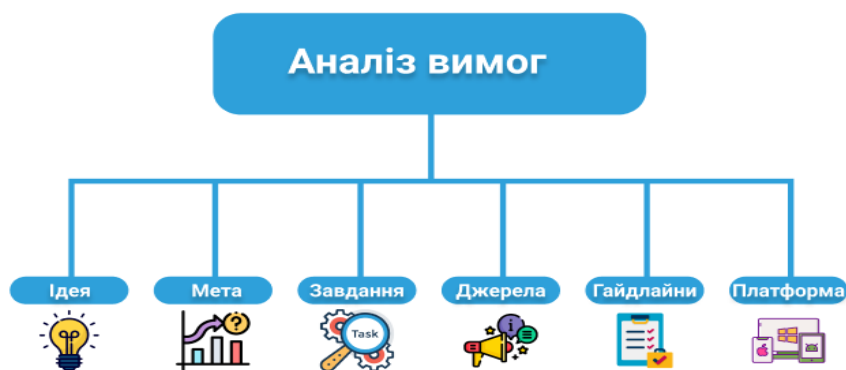 Аналіз вимог
Ідея
Мета
Завдання
Джерела
Гайдлайни
Платформа
Task